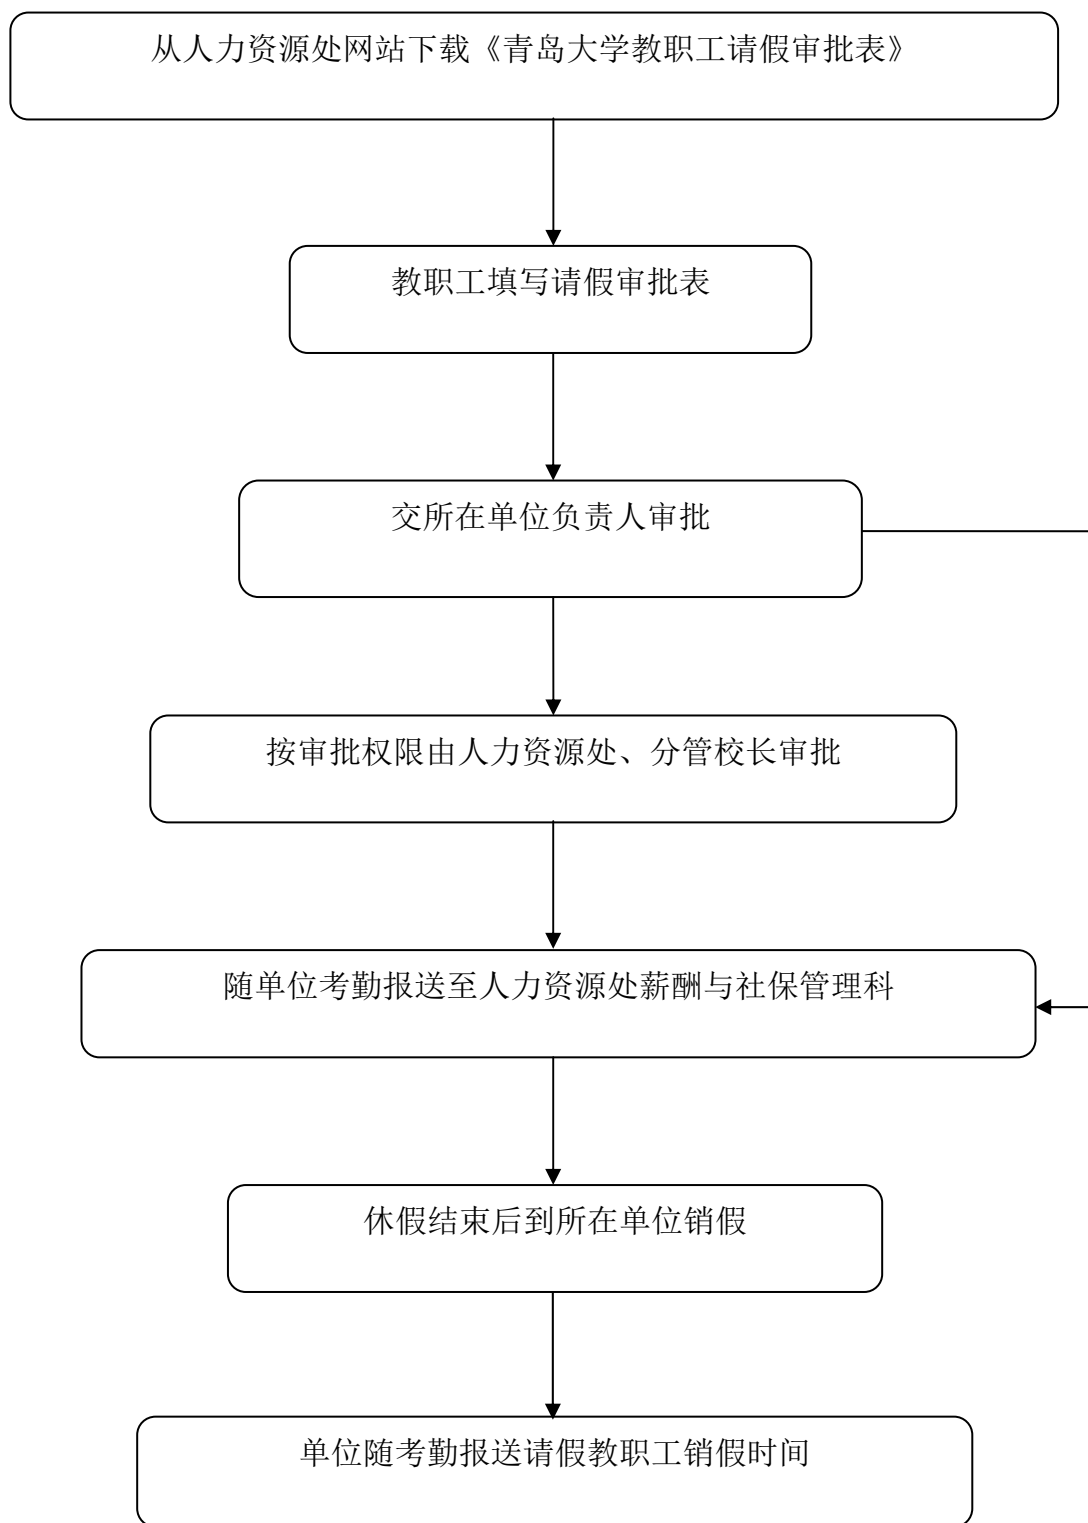 从人力资源处网站下载《青岛大学教职工请假审批表》
教职工填写请假审批表
交所在单位负责人审批
按审批权限由人力资源处、分管校长审批
随单位考勤报送至人力资源处薪酬与社保管理科
休假结束后到所在单位销假
单位随考勤报送请假教职工销假时间